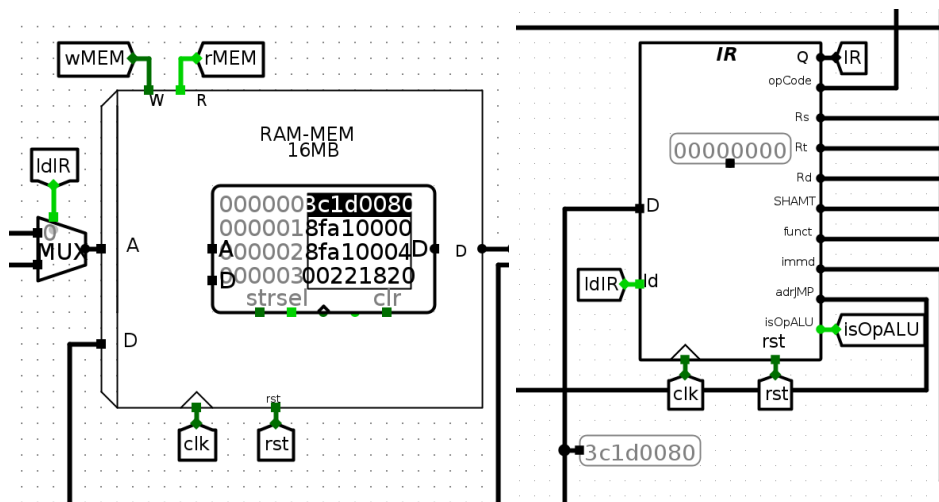 wMEM
rMEM
W
R
RAM-MEM
16MB
ldIR
0
MUX
A
D
000000 3c1d0080
000001 8fa10000
000002 8fa10004
000003 00221820
A
D
D
strsel
clr
D
rst
clk
rst
IR
Q
IR
opCode
Rs
Rt
Rd
SHAMT
funct
immd
adrJMP
isOpALU
isOpALU
00000000
D
ldIR
ld
rst
clk
rst
3c1d0080